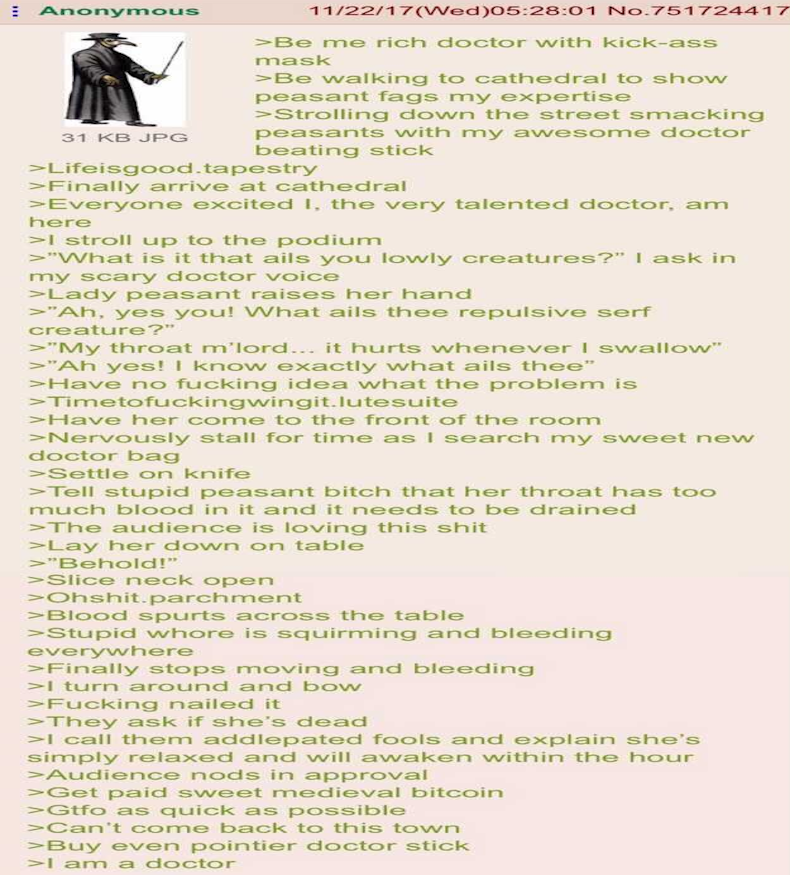 Anonymous 11/22/17(Wed)05:28:01 No.751724417
>Be me rich doctor with kick-ass
mask
>Be walking to cathedral to show
peasant fags my expertise
>Strolling down the street smacking
peasants with my awesome doctor
beating stick
31 KB JPG
>Lifeisgood.tapestry
>Finally arrive at cathedral
>Everyone excited I, the very talented doctor, am
here
>I stroll up to the podium
>"What is it that ails you lowly creatures?" I ask in
my scary doctor voice
>Lady peasant raises her hand
>"Ah, yes you! What ails thee repulsive serf
creature?"
>"My throat m'lord... it hurts whenever I swallow"
>"Ah yes! I know exactly what ails thee"
>Have no fucking idea what the problem is
>Timetofuckingwingit.lutesuite
>Have her come to the front of the room
>Nervously stall for time as I search my sweet new
doctor bag
>Settle on knife
>Tell stupid peasant bitch that her throat has too
much blood in it and it needs to be drained
>The audience is loving this shit
>Lay her down on table
>"Behold!"
>Slice neck open
>Ohshit.parchment
>Blood spurts across the table
>Stupid whore is squirming and bleeding
everywhere
>Finally stops moving and bleeding
>I turn around and bow
>Fucking nailed it
>They ask if she's dead
>I call them addlepated fools and explain she's
simply relaxed and will awaken within the hour
>Audience nods in approval
>Get paid sweet medieval bitcoin
>Gtfo as quick as possible
>Can't come back to this town
>Buy even pointier doctor stick
>I am a doctor